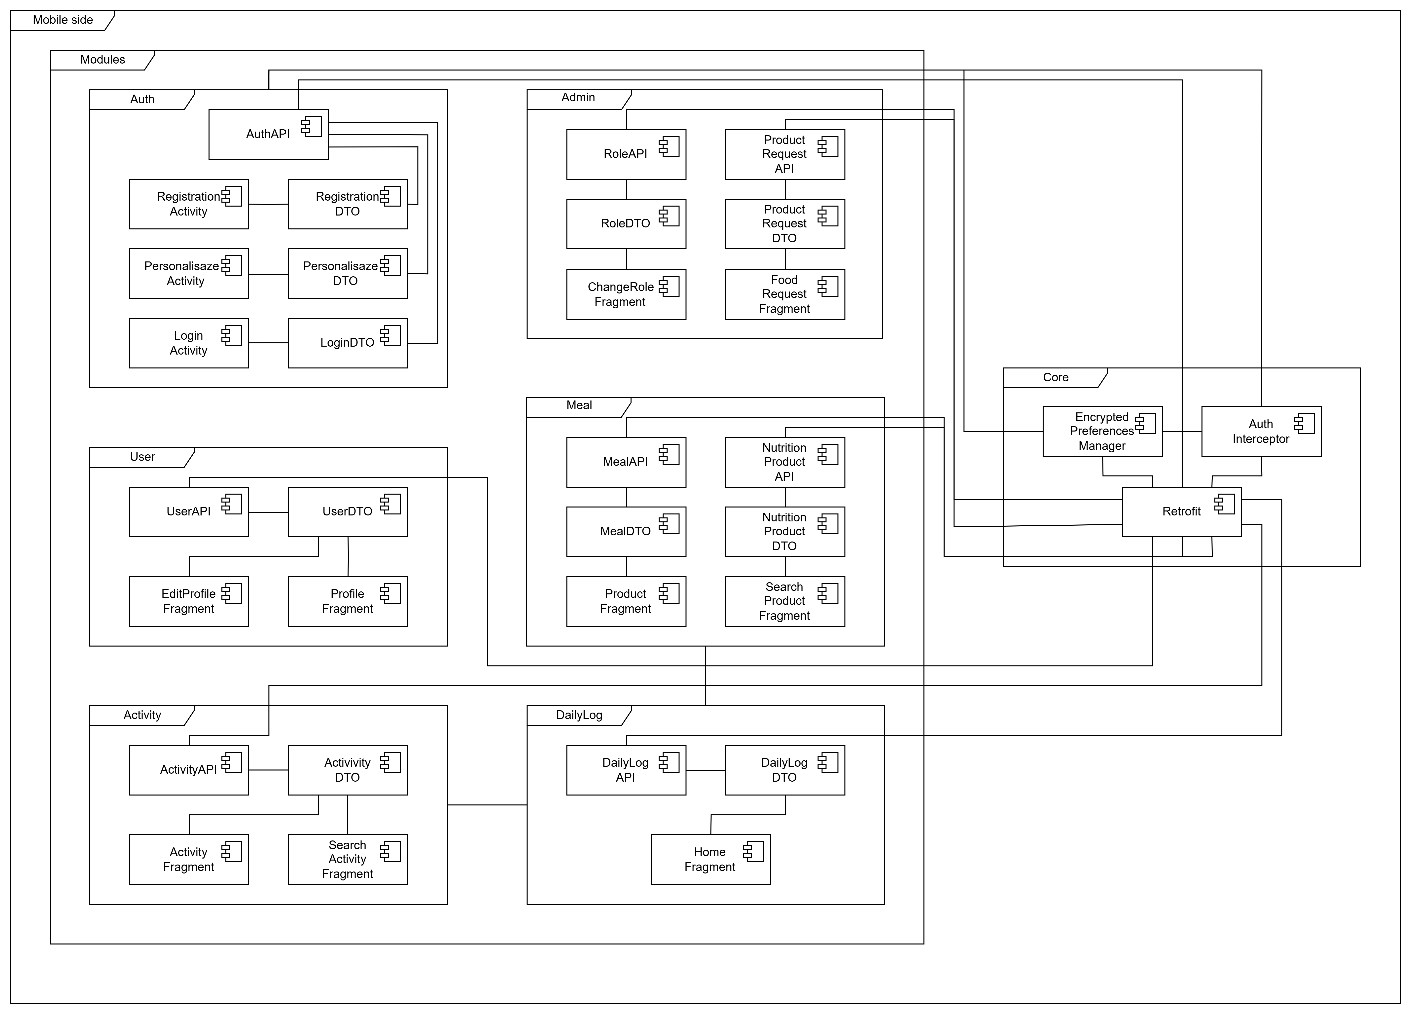 Mobile side
Modules
Auth
AuthAPI
Registration
Activity
Registration
DTO
Personalisaze
Activity
Personalisaze
DTO
Login
Activity
LoginDTO
Admin
RoleAPI
Product
Request
API
RoleDTO
Product
Request
DTO
ChangeRole
Fragment
Food
Request
Fragment
Core
Encrypted
Preferences
Manager
Auth
Interceptor
Retrofit
User
UserAPI
UserDTO
EditProfile
Fragment
Profile
Fragment
Meal
MealAPI
Nutrition
Product
API
MealDTO
Nutrition
Product
DTO
Product
Fragment
Search
Product
Fragment
Activity
ActivityAPI
Activivity
DTO
Activity
Fragment
Search
Activity
Fragment
DailyLog
DailyLog
API
DailyLog
DTO
Home
Fragment